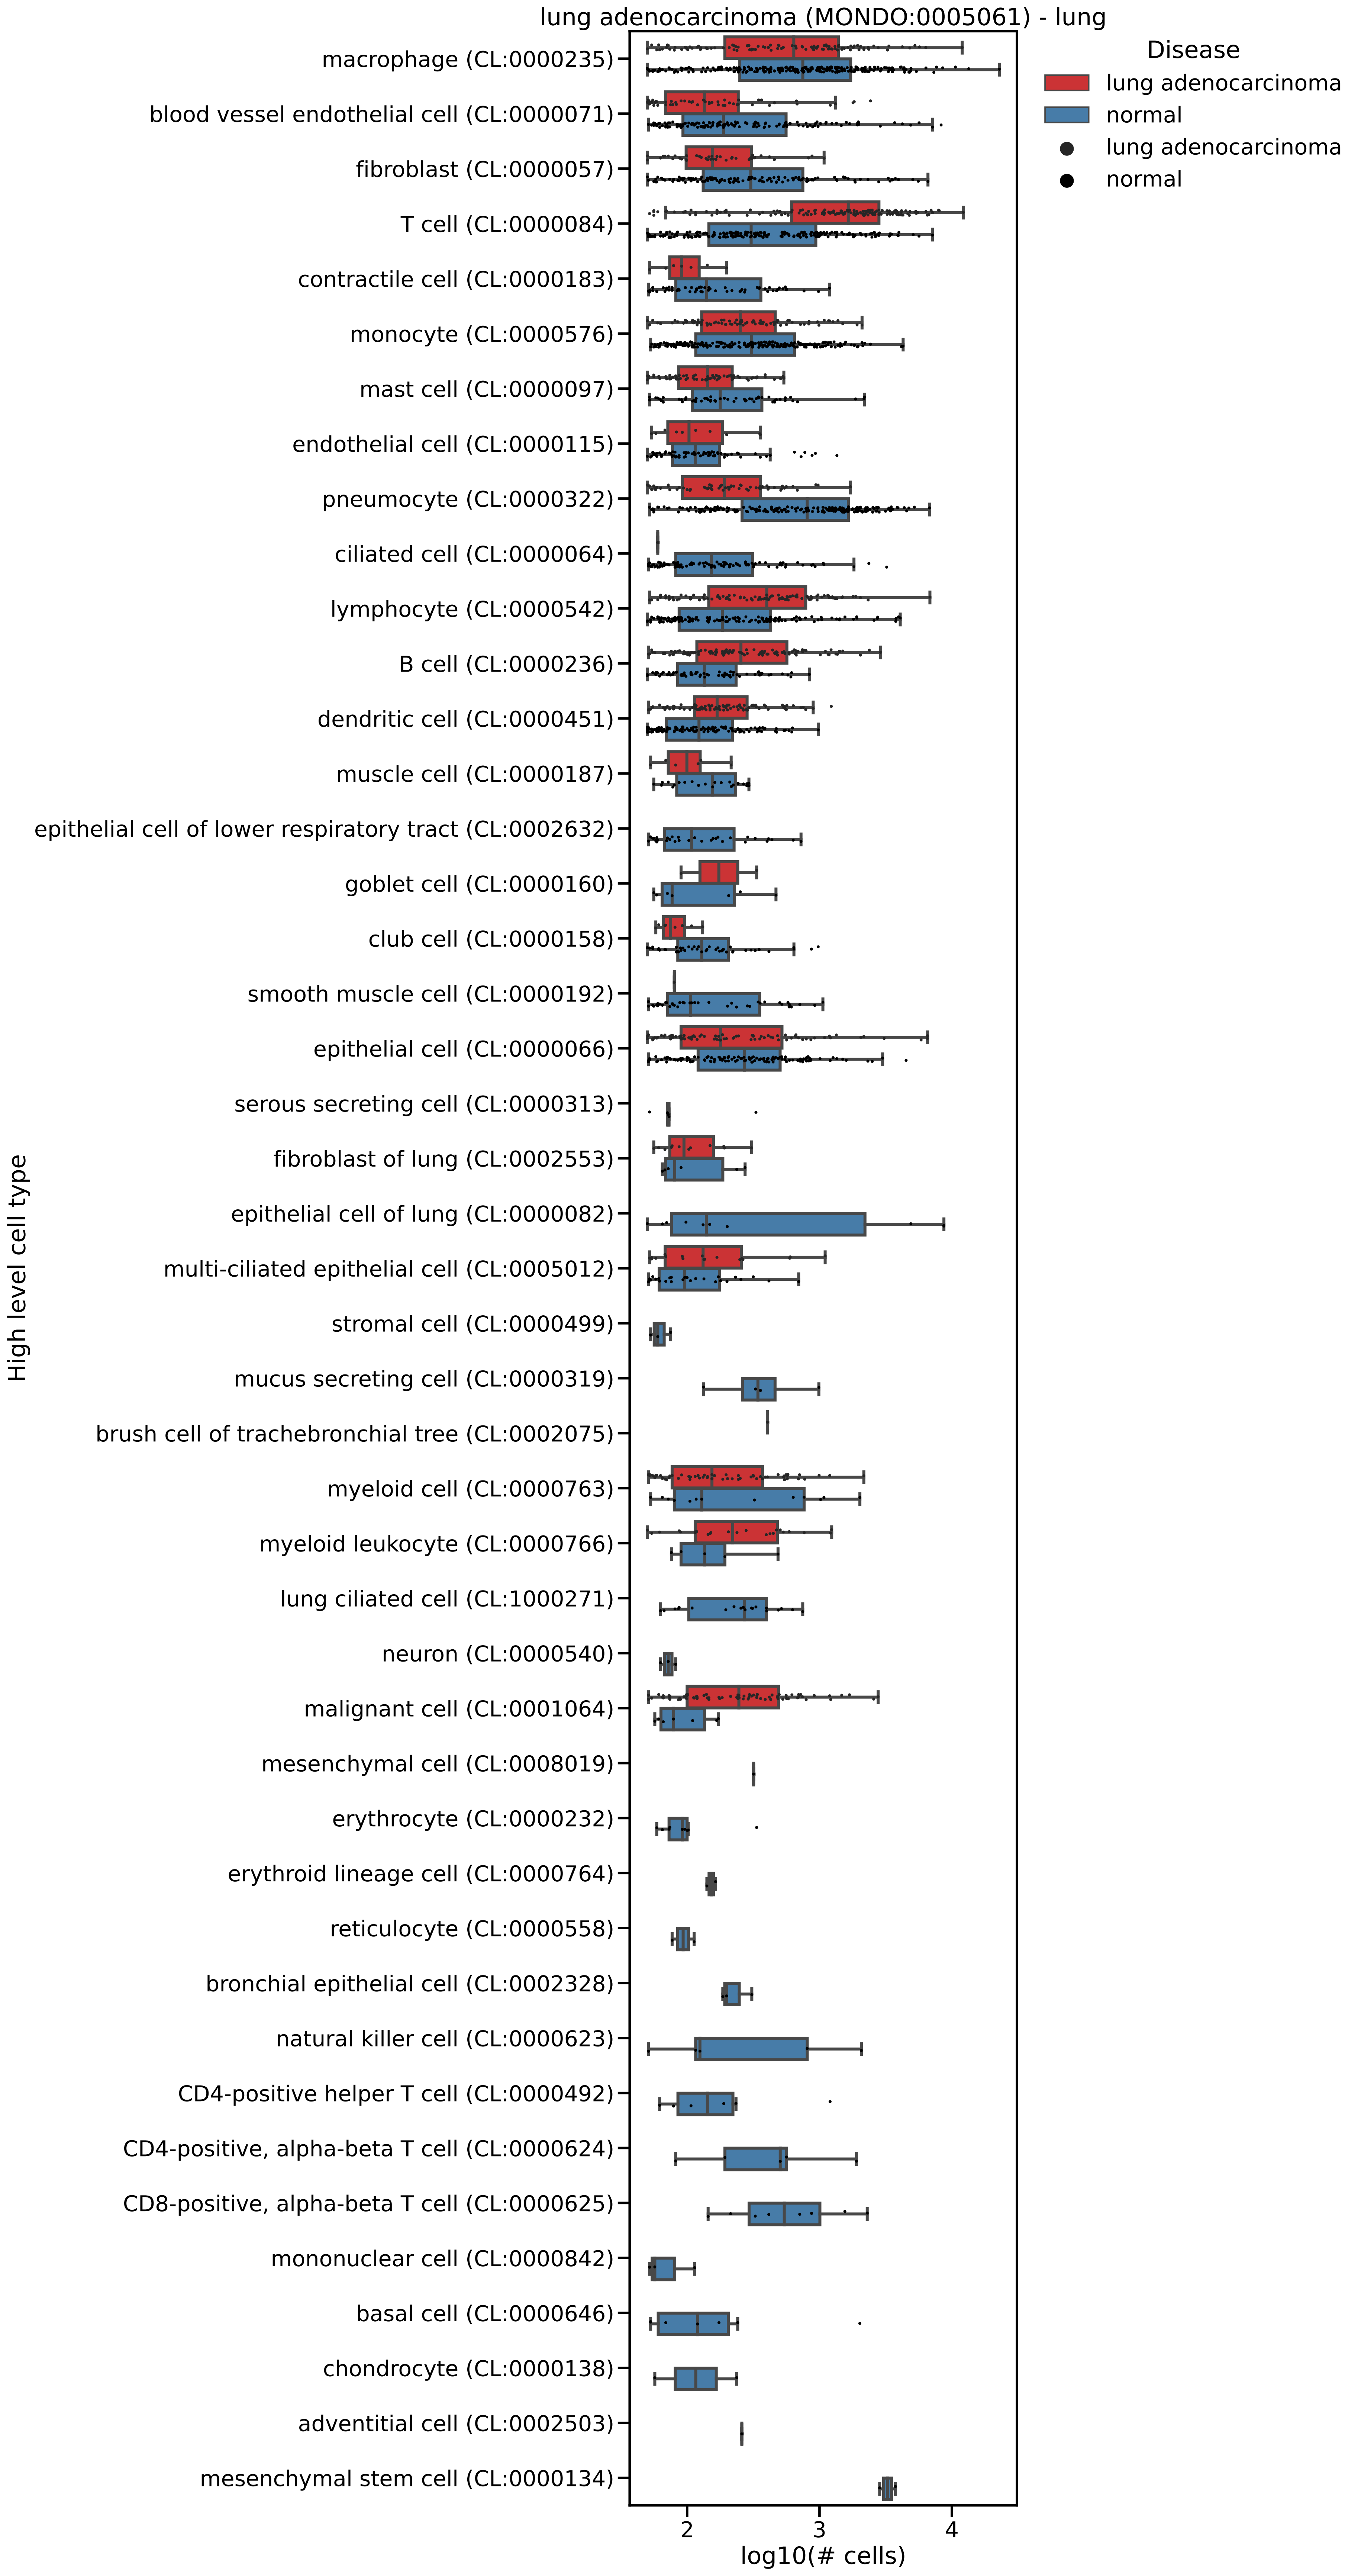 lung adenocarcinoma (MONDO:0005061) - lung
Disease
lung adenocarcinoma
normal
lung adenocarcinoma
normal
High level cell type
macrophage (CL:0000235)
blood vessel endothelial cell (CL:0000071)
fibroblast (CL:0000057)
T cell (CL:0000084)
contractile cell (CL:0000183)
monocyte (CL:0000576)
mast cell (CL:0000097)
endothelial cell (CL:0000115)
pneumocyte (CL:0000322)
ciliated cell (CL:0000064)
lymphocyte (CL:0000542)
B cell (CL:0000236)
dendritic cell (CL:0000451)
muscle cell (CL:0000187)
epithelial cell of lower respiratory tract (CL:0002632)
goblet cell (CL:0000160)
club cell (CL:0000158)
smooth muscle cell (CL:0000192)
epithelial cell (CL:0000066)
serous secreting cell (CL:0000313)
fibroblast of lung (CL:0002553)
epithelial cell of lung (CL:0000082)
multi-ciliated epithelial cell (CL:0005012)
stromal cell (CL:0000499)
mucus secreting cell (CL:0000319)
brush cell of trachebronchial tree (CL:0002075)
myeloid cell (CL:0000763)
myeloid leukocyte (CL:0000766)
lung ciliated cell (CL:1000271)
neuron (CL:0000540)
malignant cell (CL:0001064)
mesenchymal cell (CL:0008019)
erythrocyte (CL:0000232)
erythroid lineage cell (CL:0000764)
reticulocyte (CL:0000558)
bronchial epithelial cell (CL:0002328)
natural killer cell (CL:0000623)
CD4-positive helper T cell (CL:0000492)
CD4-positive, alpha-beta T cell (CL:0000624)
CD8-positive, alpha-beta T cell (CL:0000625)
mononuclear cell (CL:0000842)
basal cell (CL:0000646)
chondrocyte (CL:0000138)
adventitial cell (CL:0002503)
mesenchymal stem cell (CL:0000134)
2 3 4
log10(# cells)